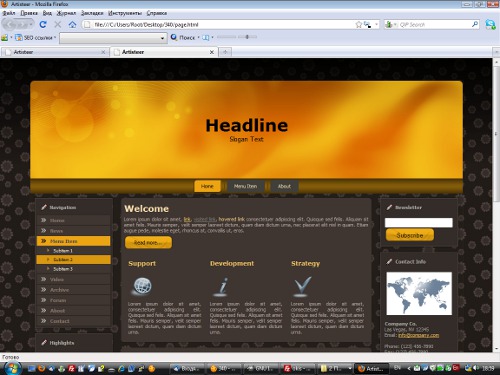 Artisteer - Mozilla Firefox
Файл Правка Вид Журнал Закладки Инструменты Справка
file:///C:/Users/Root/Desktop/340/page.html
SEO ссылки
Поиск
Artisteer
Artisteer
Headline
Slogan Text
Home
Menu Item
About
Navigation
Home
Home
Menu Item
Subitem 1
Subitem 2
Subitem 3
Video
Archive
Forum
About
Contact
Highlights
Welcome
Lorem ipsum dolor sit amet, link, visited link, hovered link consectetuer adipiscing elit. Quisque sed felis. Aliquam sit
amet felis. Mauris semper, velit semper laoreet dictum, quam diam dictum urna, nec placerat elit nisl in quam. Etiam
augue pede, molestie eget, rhoncus at, convallis ut, eros.
Read more...
Support
Lorem ipsum dolor sit amet,
consectetuer adipiscing elit.
Quisque sed felis. Aliquam sit amet
felis. Mauris semper, velit semper
laoreet dictum, quam diam dictum
urna.
Development
Lorem ipsum dolor sit amet,
consectetuer adipiscing elit.
Quisque sed felis. Aliquam sit amet
felis. Mauris semper, velit semper
laoreet dictum, quam diam dictum
urna.
Strategy
Lorem ipsum dolor sit amet,
consectetuer adipiscing elit.
Quisque sed felis. Aliquam sit amet
felis. Mauris semper, velit semper
laoreet dictum, quam diam dictum
urna.
Newsletter
Subscribe
Contact Info
Company Co.
Las Vegas, NV 12345
Email: info@company.com
Phone: (123) 456-7890
Готово
18:59